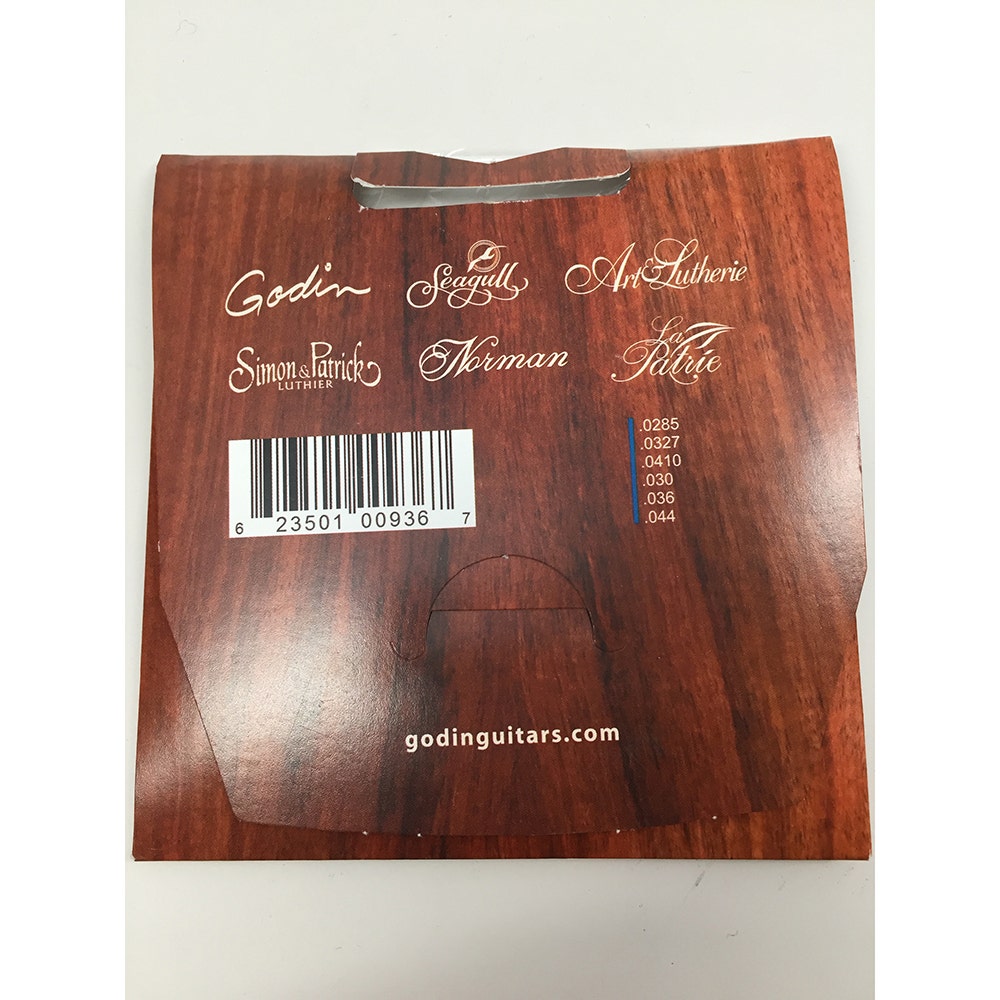 Godin Seagull Art & Lutherie
Simon & Patrick Norman La Patrie
LUTHIER
.0285
.0327
.0410
.030
.036
.044
6 23501 00936 7
godinguitars.com